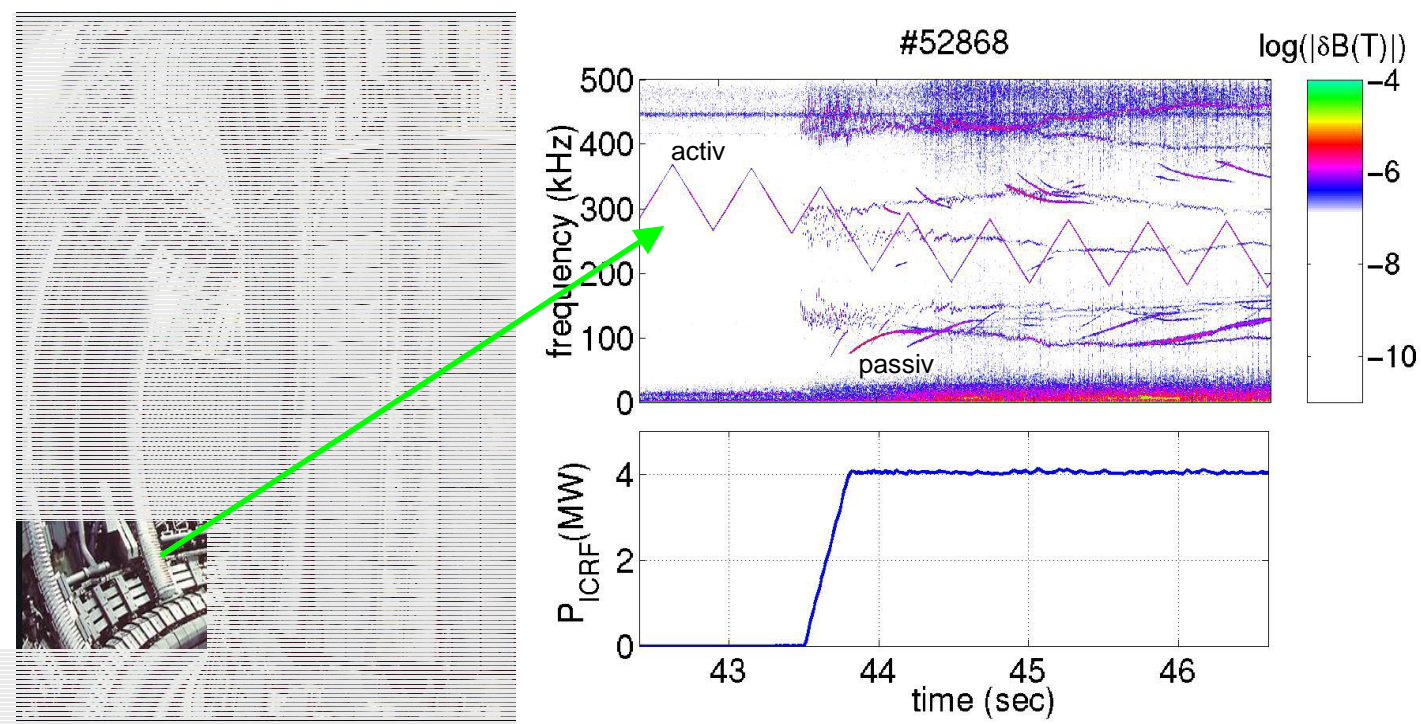 #52868
log(|δB(T)|)
frequency (kHz)
500
400
300
200
100
0
activ
passiv
−4
−6
−8
−10
P_ICRF(MW)
4
2
0
43 44 45 46
time (sec)